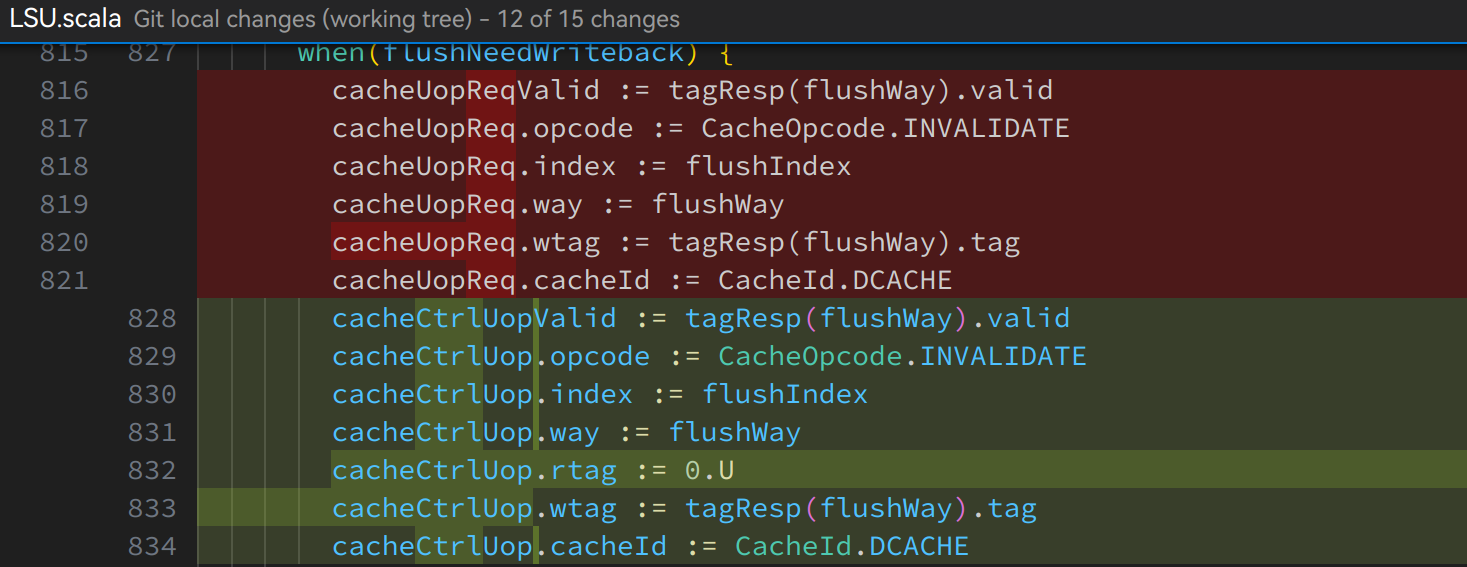 LSU.scala Git local changes (working tree) - 12 of 15 changes
815 827 when(flushNeedWriteback) {
816 cacheUopReqValid := tagResp(flushWay).valid
817 cacheUopReq.opcode := CacheOpcode.INVALIDATE
818 cacheUopReq.index := flushIndex
819 cacheUopReq.way := flushWay
820 cacheUopReq.wtag := tagResp(flushWay).tag
821 cacheUopReq.cacheId := CacheId.DCACHE
828 cacheCtrlUopValid := tagResp(flushWay).valid
829 cacheCtrlUop.opcode := CacheOpcode.INVALIDATE
830 cacheCtrlUop.index := flushIndex
831 cacheCtrlUop.way := flushWay
832 cacheCtrlUop.rtag := 0.U
833 cacheCtrlUop.wtag := tagResp(flushWay).tag
834 cacheCtrlUop.cacheId := CacheId.DCACHE